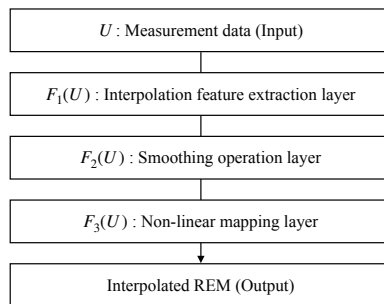 U : Measurement data (Input)
F₁(U) : Interpolation feature extraction layer
F₂(U) : Smoothing operation layer
F₃(U) : Non-linear mapping layer
Interpolated REM (Output)